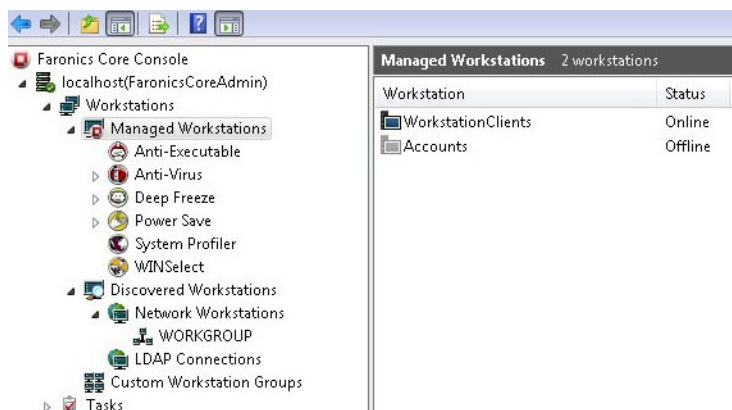 Faronics Core Console
localhost(FaronicsCoreAdmin)
Workstations
Managed Workstations
Anti-Executable
Anti-Virus
Deep Freeze
Power Save
System Profiler
WINSelect
Discovered Workstations
Network Workstations
WORKGROUP
LDAP Connections
Custom Workstation Groups
Tasks
Managed Workstations 2 workstations
Workstation Status
WorkstationClients Online
Accounts Offline